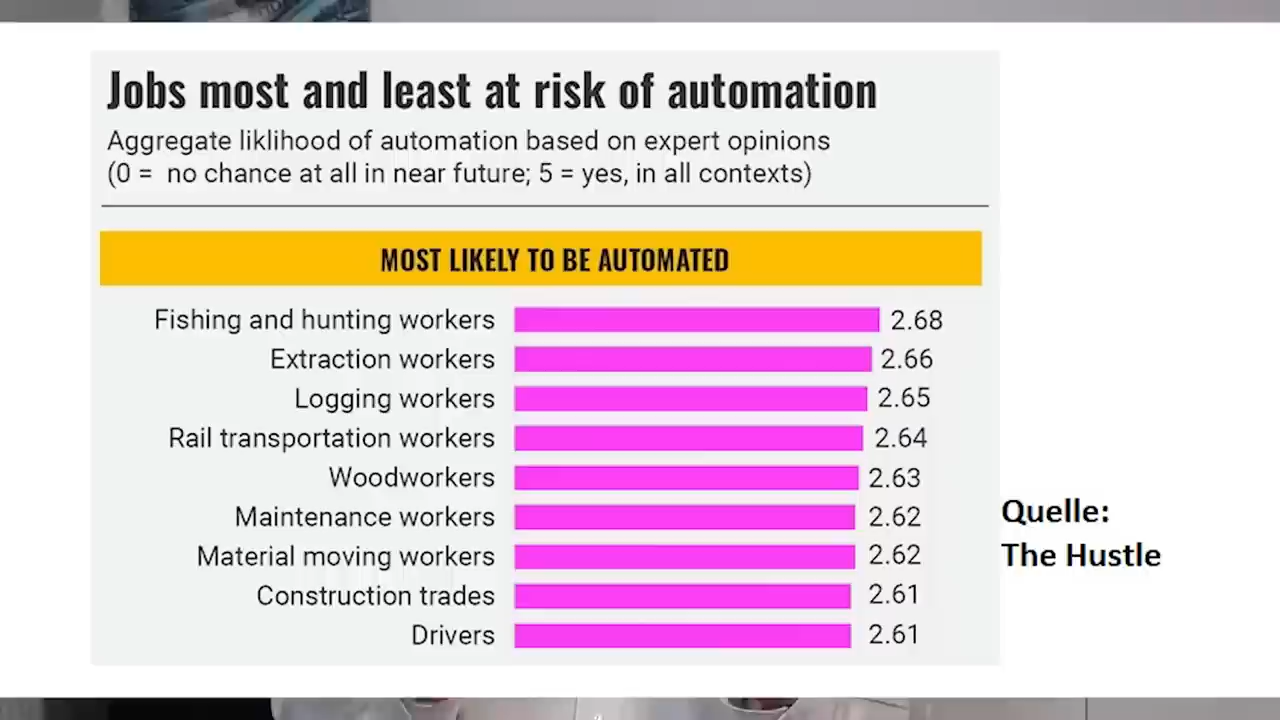 Jobs most and least at risk of automation
Aggregate liklihood of automation based on expert opinions
(0 = no chance at all in near future; 5 = yes, in all contexts)
MOST LIKELY TO BE AUTOMATED
Fishing and hunting workers 2.68
Extraction workers 2.66
Logging workers 2.65
Rail transportation workers 2.64
Woodworkers 2.63
Maintenance workers 2.62
Material moving workers 2.62
Construction trades 2.61
Drivers 2.61
Quelle:
The Hustle